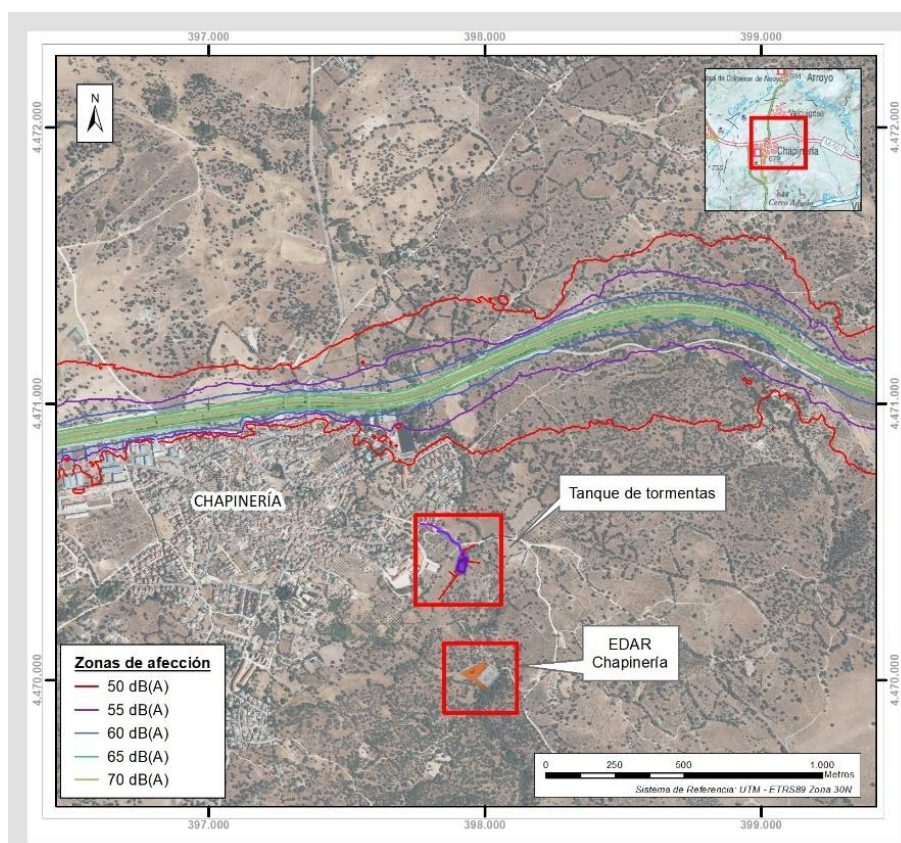 397.000 398.000 399.000
N
4.472.000 4.472.000
Arroyo
Chapinería
679
Cerro Agudo
4.471.000 4.471.000
CHAPINERÍA
Tanque de tormentas
EDAR
Chapinería
4.470.000 4.470.000
Zonas de afección
50 dB(A)
55 dB(A)
60 dB(A)
65 dB(A)
70 dB(A)
0 250 500 1.000
Metros
Sistema de Referencia: UTM - ETRS89 Zona 30N
397.000 398.000 399.000